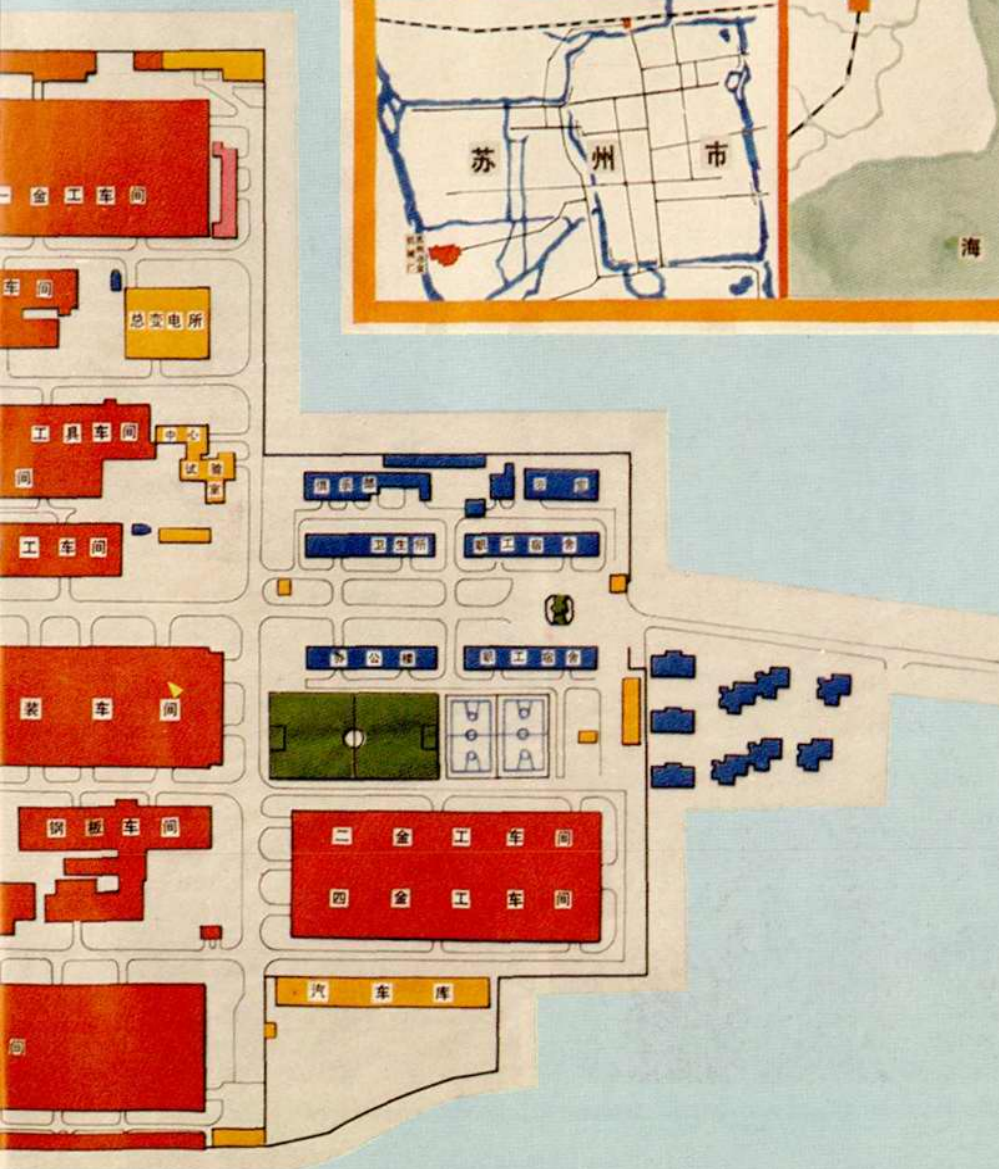 苏州市
海
一金工车间
车间
总变电所
工具车间
中心
试验
室
间
俱乐部
浴室
工车间
卫生所
职工宿舍
办公楼
职工宿舍
装车间
钢板车间
二金工车间
四金工车间
汽车库
间